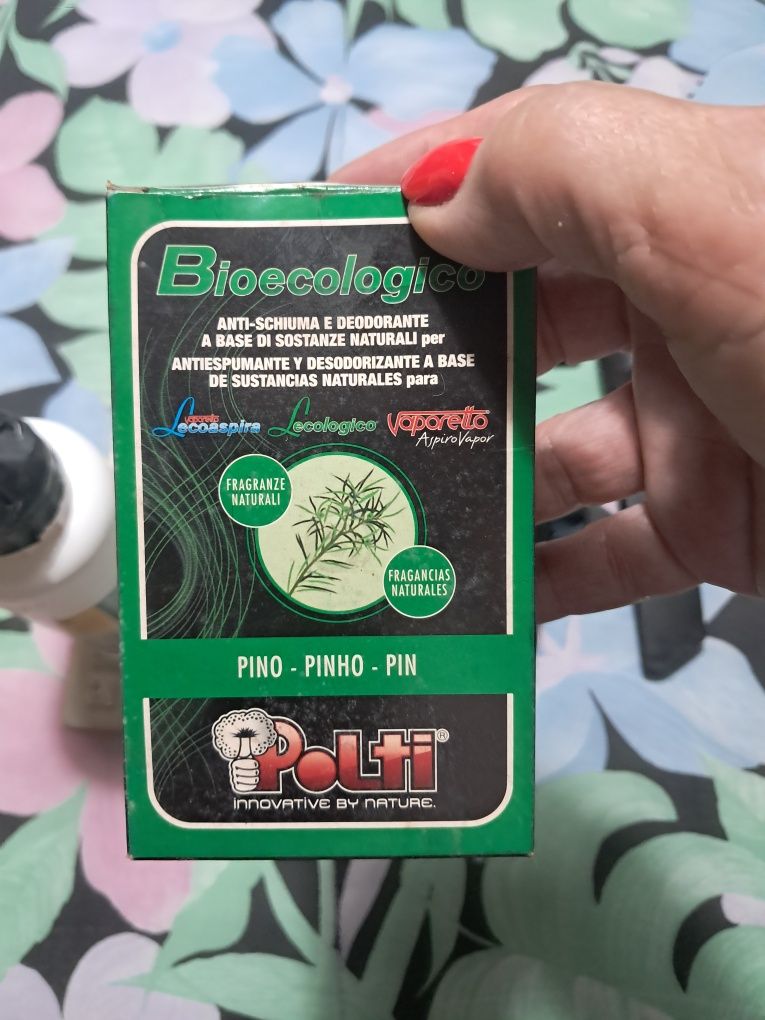 Bioecologico
ANTI-SCHIUMA E DEODORANTE
A BASE DI SOSTANZE NATURALI per
ANTIESPUMANTE Y DESODORIZANTE A BASE
DE SUSTANCIAS NATURALES para
vaporetto
Lecoaspira Lecologico® Vaporetto®
AspiroVapor
FRAGRANZE
NATURALI
FRAGANCIAS
NATURALES
PINO - PINHO - PIN
POLTI®
INNOVATIVE BY NATURE.